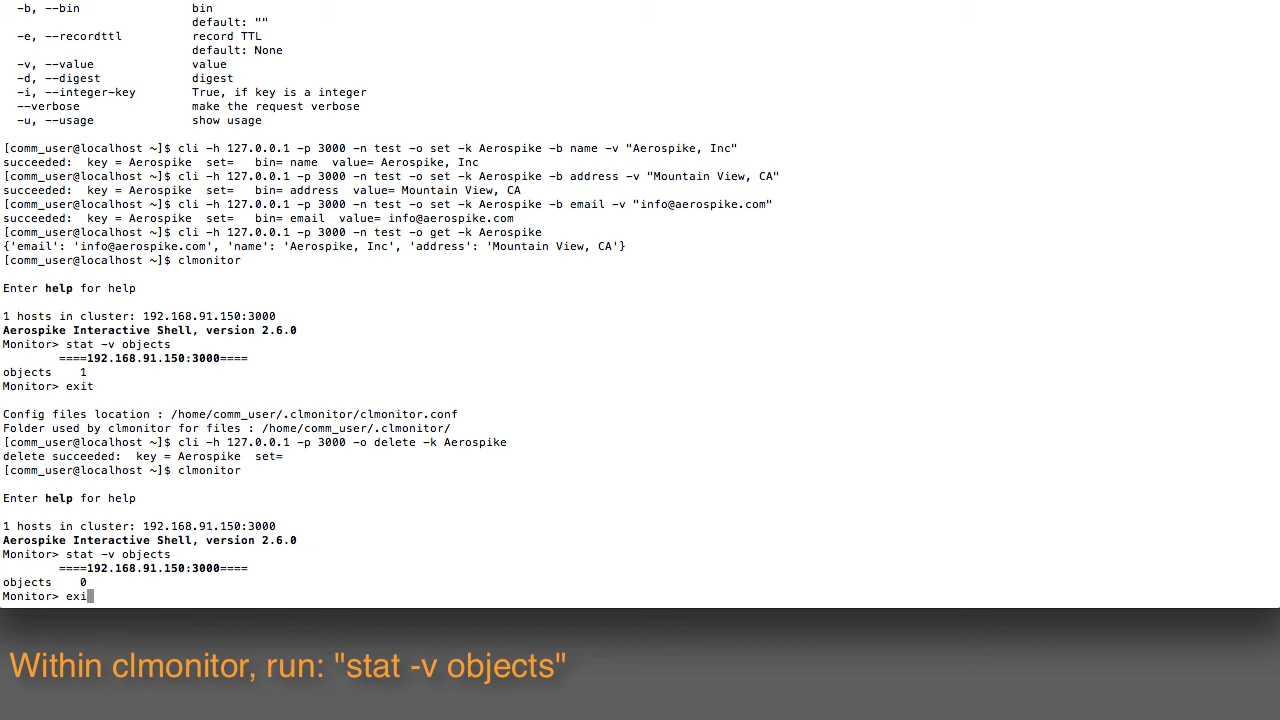 -b, --bin                bin
                         default: ""
-e, --recordttl          record TTL
                         default: None
-v, --value              value
-d, --digest             digest
-i, --integer-key        True, if key is a integer
--verbose                make the request verbose
-u, --usage              show usage
[comm_user@localhost ~]$ cli -h 127.0.0.1 -p 3000 -n test -o set -k Aerospike -b name -v "Aerospike, Inc"
succeeded:  key = Aerospike  set=   bin= name  value= Aerospike, Inc
[comm_user@localhost ~]$ cli -h 127.0.0.1 -p 3000 -n test -o set -k Aerospike -b address -v "Mountain View, CA"
succeeded:  key = Aerospike  set=   bin= address  value= Mountain View, CA
[comm_user@localhost ~]$ cli -h 127.0.0.1 -p 3000 -n test -o set -k Aerospike -b email -v "info@aerospike.com"
succeeded:  key = Aerospike  set=   bin= email  value= info@aerospike.com
[comm_user@localhost ~]$ cli -h 127.0.0.1 -p 3000 -n test -o get -k Aerospike
{'email': 'info@aerospike.com', 'name': 'Aerospike, Inc', 'address': 'Mountain View, CA'}
[comm_user@localhost ~]$ clmonitor
Enter help for help
1 hosts in cluster: 192.168.91.150:3000
Aerospike Interactive Shell, version 2.6.0
Monitor> stat -v objects
        ====192.168.91.150:3000====
objects    1
Monitor> exit
Config files location : /home/comm_user/.clmonitor/clmonitor.conf
Folder used by clmonitor for files : /home/comm_user/.clmonitor/
[comm_user@localhost ~]$ cli -h 127.0.0.1 -p 3000 -o delete -k Aerospike
delete succeeded:  key = Aerospike  set=
[comm_user@localhost ~]$ clmonitor
Enter help for help
1 hosts in cluster: 192.168.91.150:3000
Aerospike Interactive Shell, version 2.6.0
Monitor> stat -v objects
        ====192.168.91.150:3000====
objects    0
Monitor> exi
Within clmonitor, run: "stat -v objects"